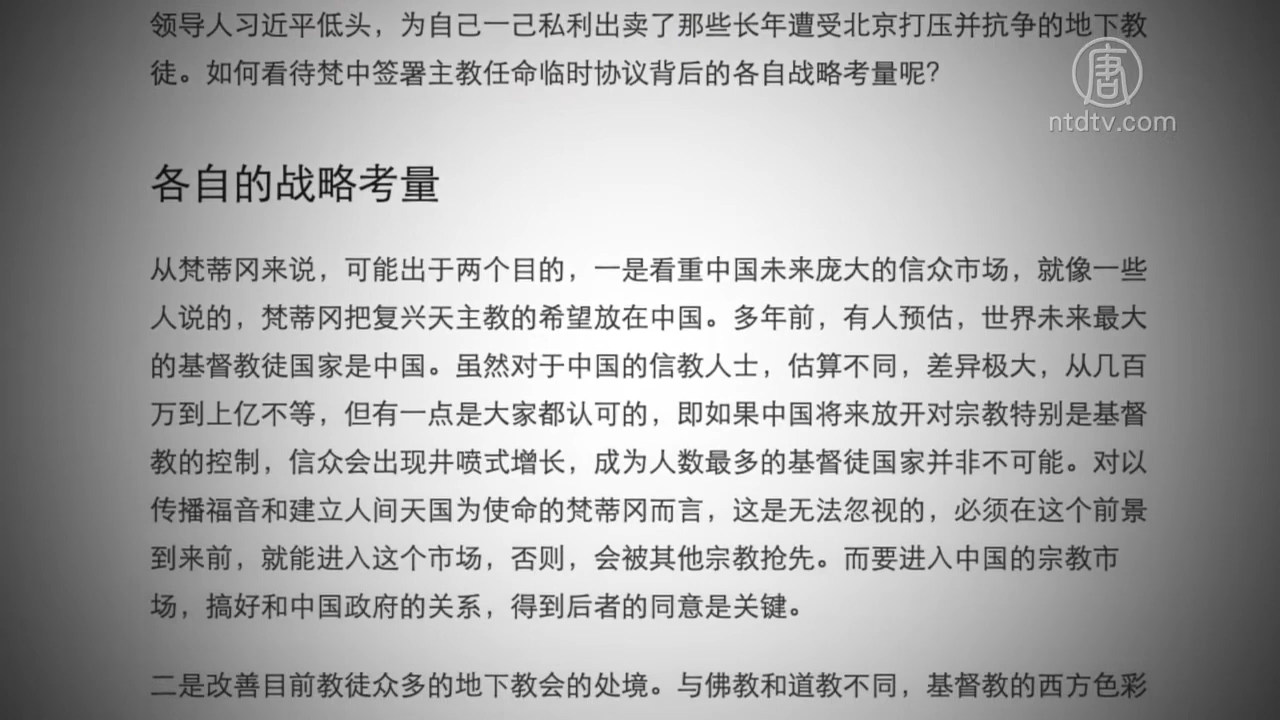 领导人习近平低头，为自己一己私利出卖了那些长年遭受北京打压并抗争的地下教
徒。如何看待梵中签署主教任命临时协议背后的各自战略考量呢？
唐
ntdtv.com
各自的战略考量
从梵蒂冈来说，可能出于两个目的，一是看重中国未来庞大的信众市场，就像一些
人说的，梵蒂冈把复兴天主教的希望放在中国。多年前，有人预估，世界未来最大
的基督教徒国家是中国。虽然对于中国的信教人士，估算不同，差异极大，从几百
万到上亿不等，但有一点是大家都认可的，即如果中国将来放开对宗教特别是基督
教的控制，信众会出现井喷式增长，成为人数最多的基督徒国家并非不可能。对以
传播福音和建立人间天国为使命的梵蒂冈而言，这是无法忽视的，必须在这个前景
到来前，就能进入这个市场，否则，会被其他宗教抢先。而要进入中国的宗教市
场，搞好和中国政府的关系，得到后者的同意是关键。
二是改善目前教徒众多的地下教会的处境。与佛教和道教不同，基督教的西方色彩